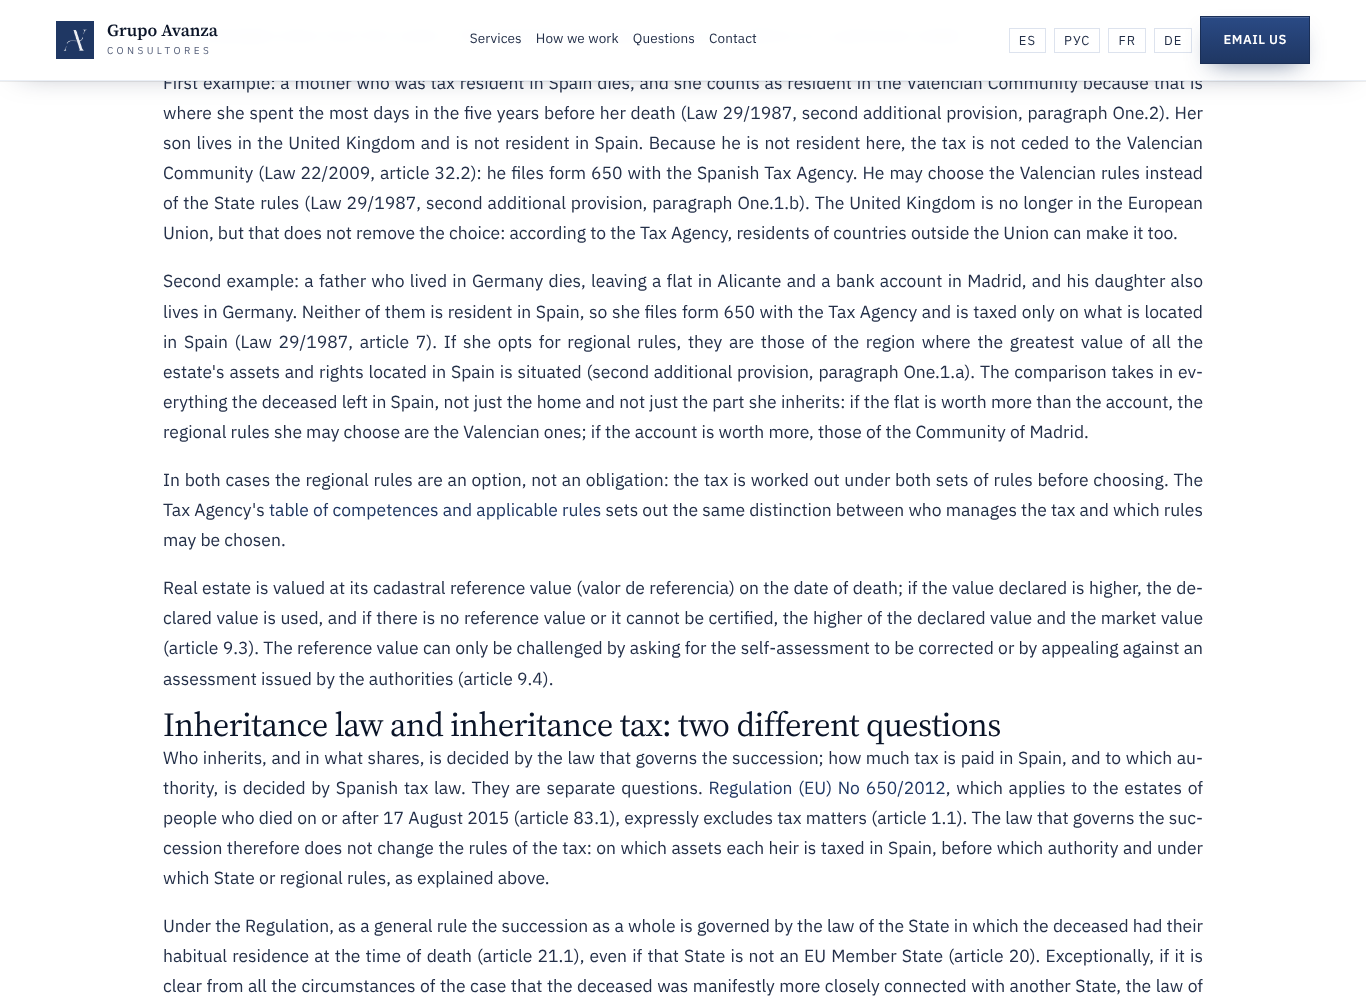 Grupo Avanza
CONSULTORES
Services How we work Questions Contact
ES РУС FR DE EMAIL US
First example: a mother who was tax resident in Spain dies, and she counts as resident in the Valencian Community because that is
where she spent the most days in the five years before her death (Law 29/1987, second additional provision, paragraph One.2). Her
son lives in the United Kingdom and is not resident in Spain. Because he is not resident here, the tax is not ceded to the Valencian
Community (Law 22/2009, article 32.2): he files form 650 with the Spanish Tax Agency. He may choose the Valencian rules instead
of the State rules (Law 29/1987, second additional provision, paragraph One.1.b). The United Kingdom is no longer in the European
Union, but that does not remove the choice: according to the Tax Agency, residents of countries outside the Union can make it too.
Second example: a father who lived in Germany dies, leaving a flat in Alicante and a bank account in Madrid, and his daughter also
lives in Germany. Neither of them is resident in Spain, so she files form 650 with the Tax Agency and is taxed only on what is located
in Spain (Law 29/1987, article 7). If she opts for regional rules, they are those of the region where the greatest value of all the
estate's assets and rights located in Spain is situated (second additional provision, paragraph One.1.a). The comparison takes in ev-
erything the deceased left in Spain, not just the home and not just the part she inherits: if the flat is worth more than the account, the
regional rules she may choose are the Valencian ones; if the account is worth more, those of the Community of Madrid.
In both cases the regional rules are an option, not an obligation: the tax is worked out under both sets of rules before choosing. The
Tax Agency's table of competences and applicable rules sets out the same distinction between who manages the tax and which rules
may be chosen.
Real estate is valued at its cadastral reference value (valor de referencia) on the date of death; if the value declared is higher, the de-
clared value is used, and if there is no reference value or it cannot be certified, the higher of the declared value and the market value
(article 9.3). The reference value can only be challenged by asking for the self-assessment to be corrected or by appealing against an
assessment issued by the authorities (article 9.4).
Inheritance law and inheritance tax: two different questions
Who inherits, and in what shares, is decided by the law that governs the succession; how much tax is paid in Spain, and to which au-
thority, is decided by Spanish tax law. They are separate questions. Regulation (EU) No 650/2012, which applies to the estates of
people who died on or after 17 August 2015 (article 83.1), expressly excludes tax matters (article 1.1). The law that governs the suc-
cession therefore does not change the rules of the tax: on which assets each heir is taxed in Spain, before which authority and under
which State or regional rules, as explained above.
Under the Regulation, as a general rule the succession as a whole is governed by the law of the State in which the deceased had their
habitual residence at the time of death (article 21.1), even if that State is not an EU Member State (article 20). Exceptionally, if it is
clear from all the circumstances of the case that the deceased was manifestly more closely connected with another State, the law of